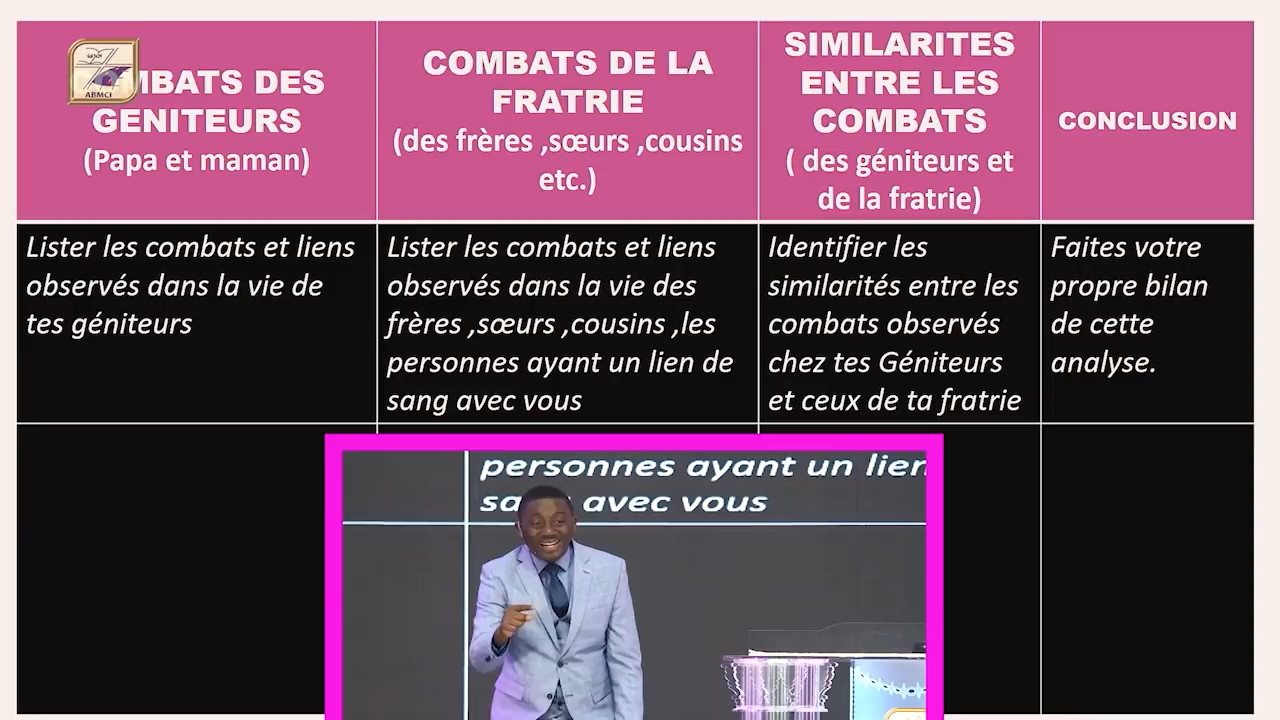 ABMCI
MBATS DES
GENITEURS
(Papa et maman)
COMBATS DE LA
FRATRIE
(des frères ,sœurs ,cousins
etc.)
SIMILARITES
ENTRE LES
COMBATS
( des géniteurs et
de la fratrie)
CONCLUSION
Lister les combats et liens
observés dans la vie de
tes géniteurs
Lister les combats et liens
observés dans la vie des
frères ,sœurs ,cousins ,les
personnes ayant un lien de
sang avec vous
Identifier les
similarités entre les
combats observés
chez tes Géniteurs
et ceux de ta fratrie
Faites votre
propre bilan
de cette
analyse.
personnes ayant un lien
avec vous